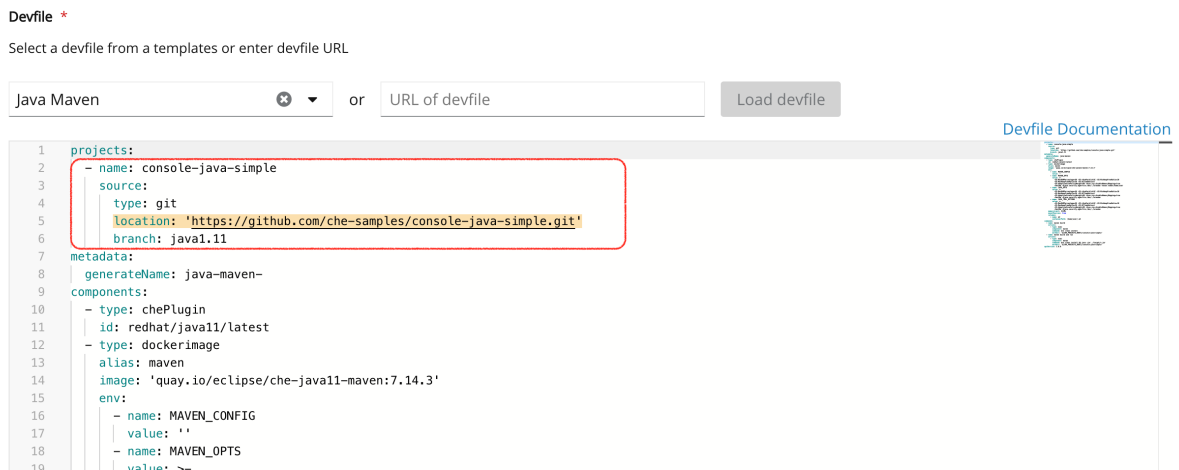 Devfile *
Select a devfile from a templates or enter devfile URL
Java Maven or URL of devfile Load devfile
Devfile Documentation
1 projects:
2 - name: console-java-simple
3 source:
4 type: git
5 location: 'https://github.com/che-samples/console-java-simple.git'
6 branch: java1.11
7 metadata:
8 generateName: java-maven-
9 components:
10 - type: chePlugin
11 id: redhat/java11/latest
12 - type: dockerimage
13 alias: maven
14 image: 'quay.io/eclipse/che-java11-maven:7.14.3'
15 env:
16 - name: MAVEN_CONFIG
17 value: ''
18 - name: MAVEN_OPTS
19 value: >-